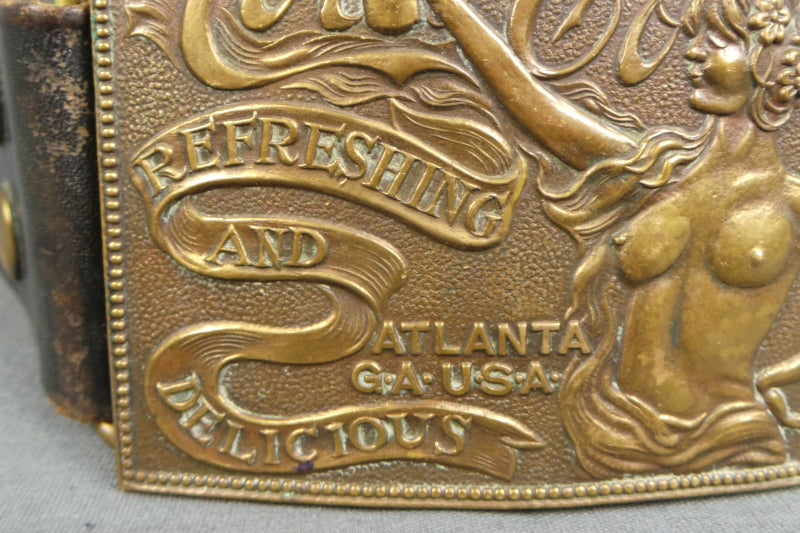 REFRESHING
AND
DELICIOUS
ATLANTA
G.A. U.S.A.